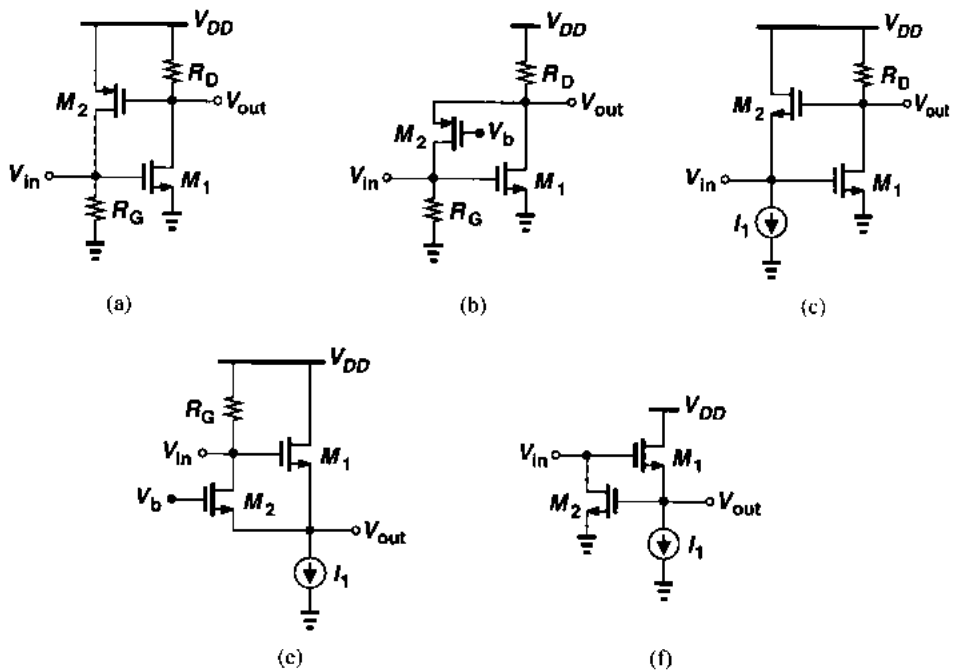 V_DD
R_D
M_2
V_out
V_in
M_1
R_G
(a)
V_DD
R_D
V_out
M_2
V_b
V_in
M_1
R_G
(b)
V_DD
R_D
M_2
V_out
V_in
M_1
I_1
(c)
V_DD
R_G
V_in
M_1
V_b
M_2
V_out
I_1
(e)
V_DD
V_in
M_1
M_2
V_out
I_1
(f)